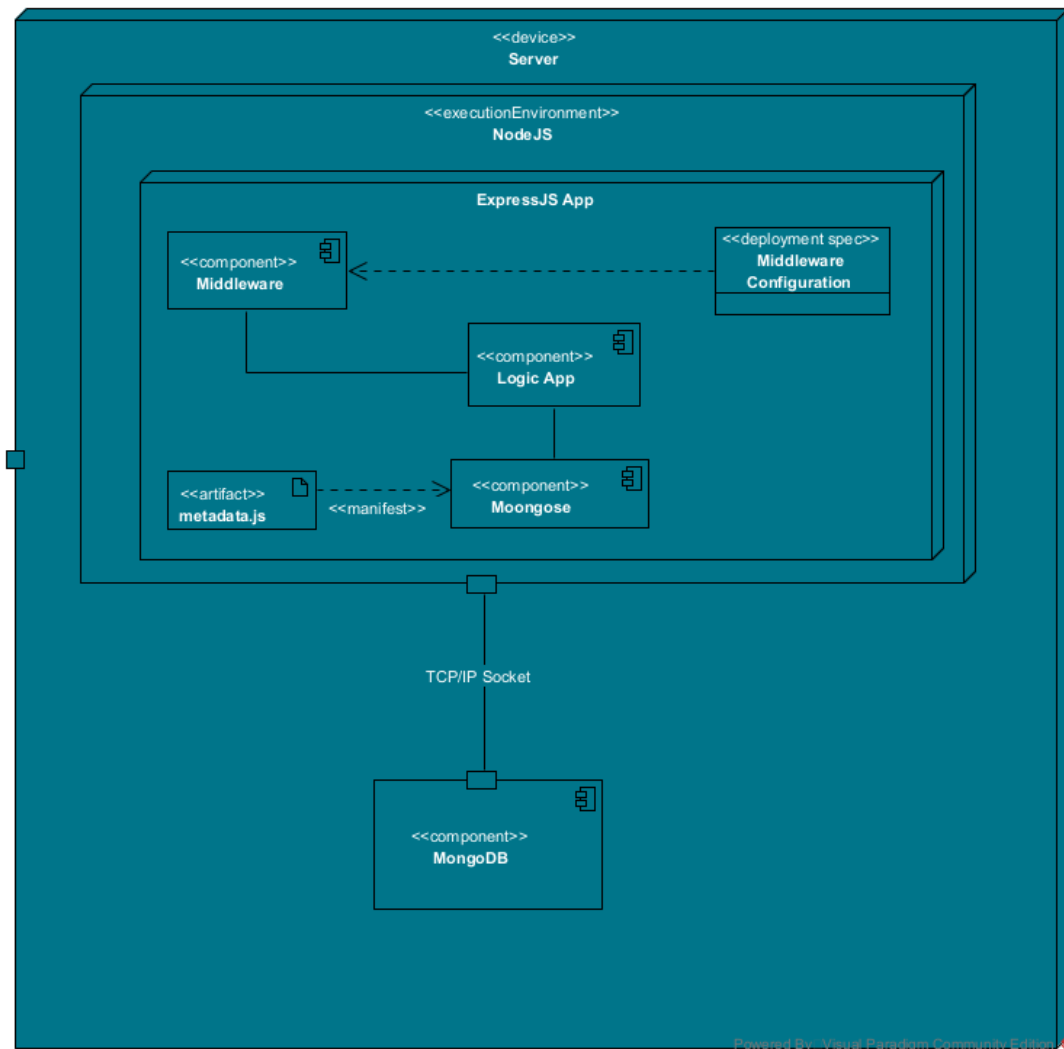 <<device>>
Server
<<executionEnvironment>>
NodeJS
ExpressJS App
<<component>>
Middleware
<<deployment spec>>
Middleware
Configuration
<<component>>
Logic App
<<artifact>>
metadata.js
<<manifest>>
<<component>>
Moongose
TCP/IP Socket
<<component>>
MongoDB
Powered By Visual Paradigm Community Edition